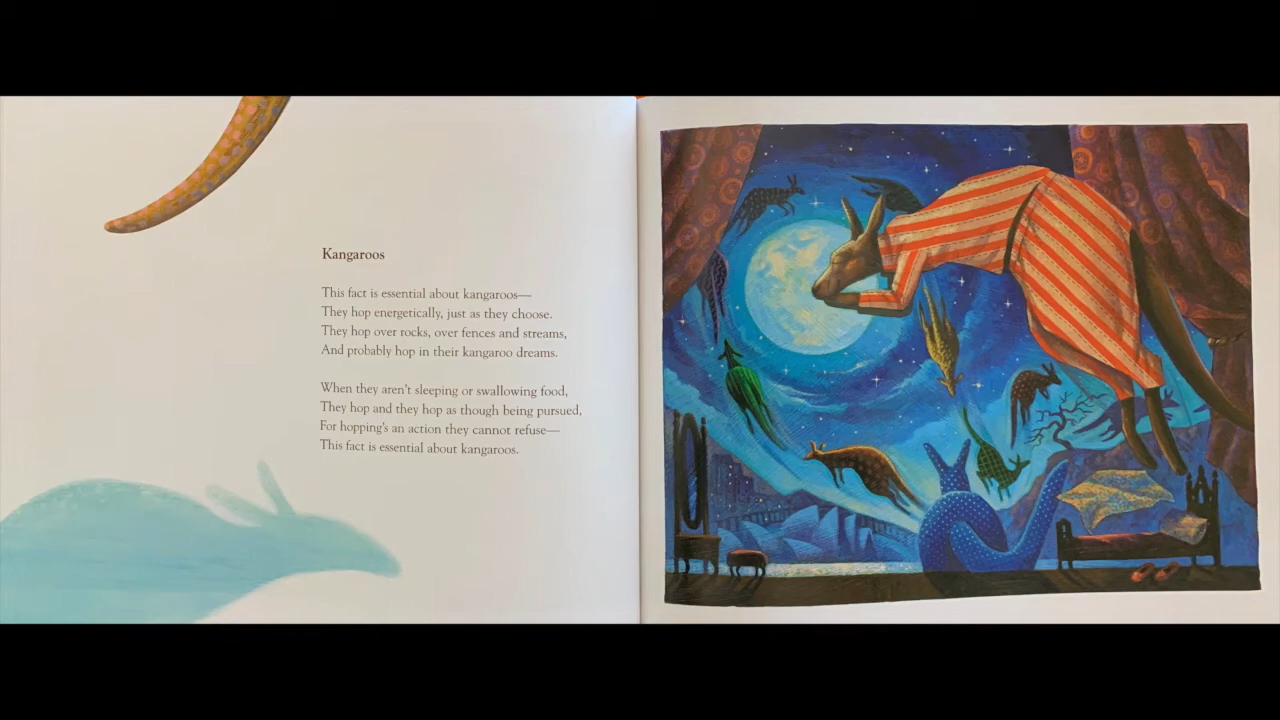 Kangaroos
This fact is essential about kangaroos—
They hop energetically, just as they choose.
They hop over rocks, over fences and streams,
And probably hop in their kangaroo dreams.
When they aren't sleeping or swallowing food,
They hop and they hop as though being pursued,
For hopping's an action they cannot refuse—
This fact is essential about kangaroos.